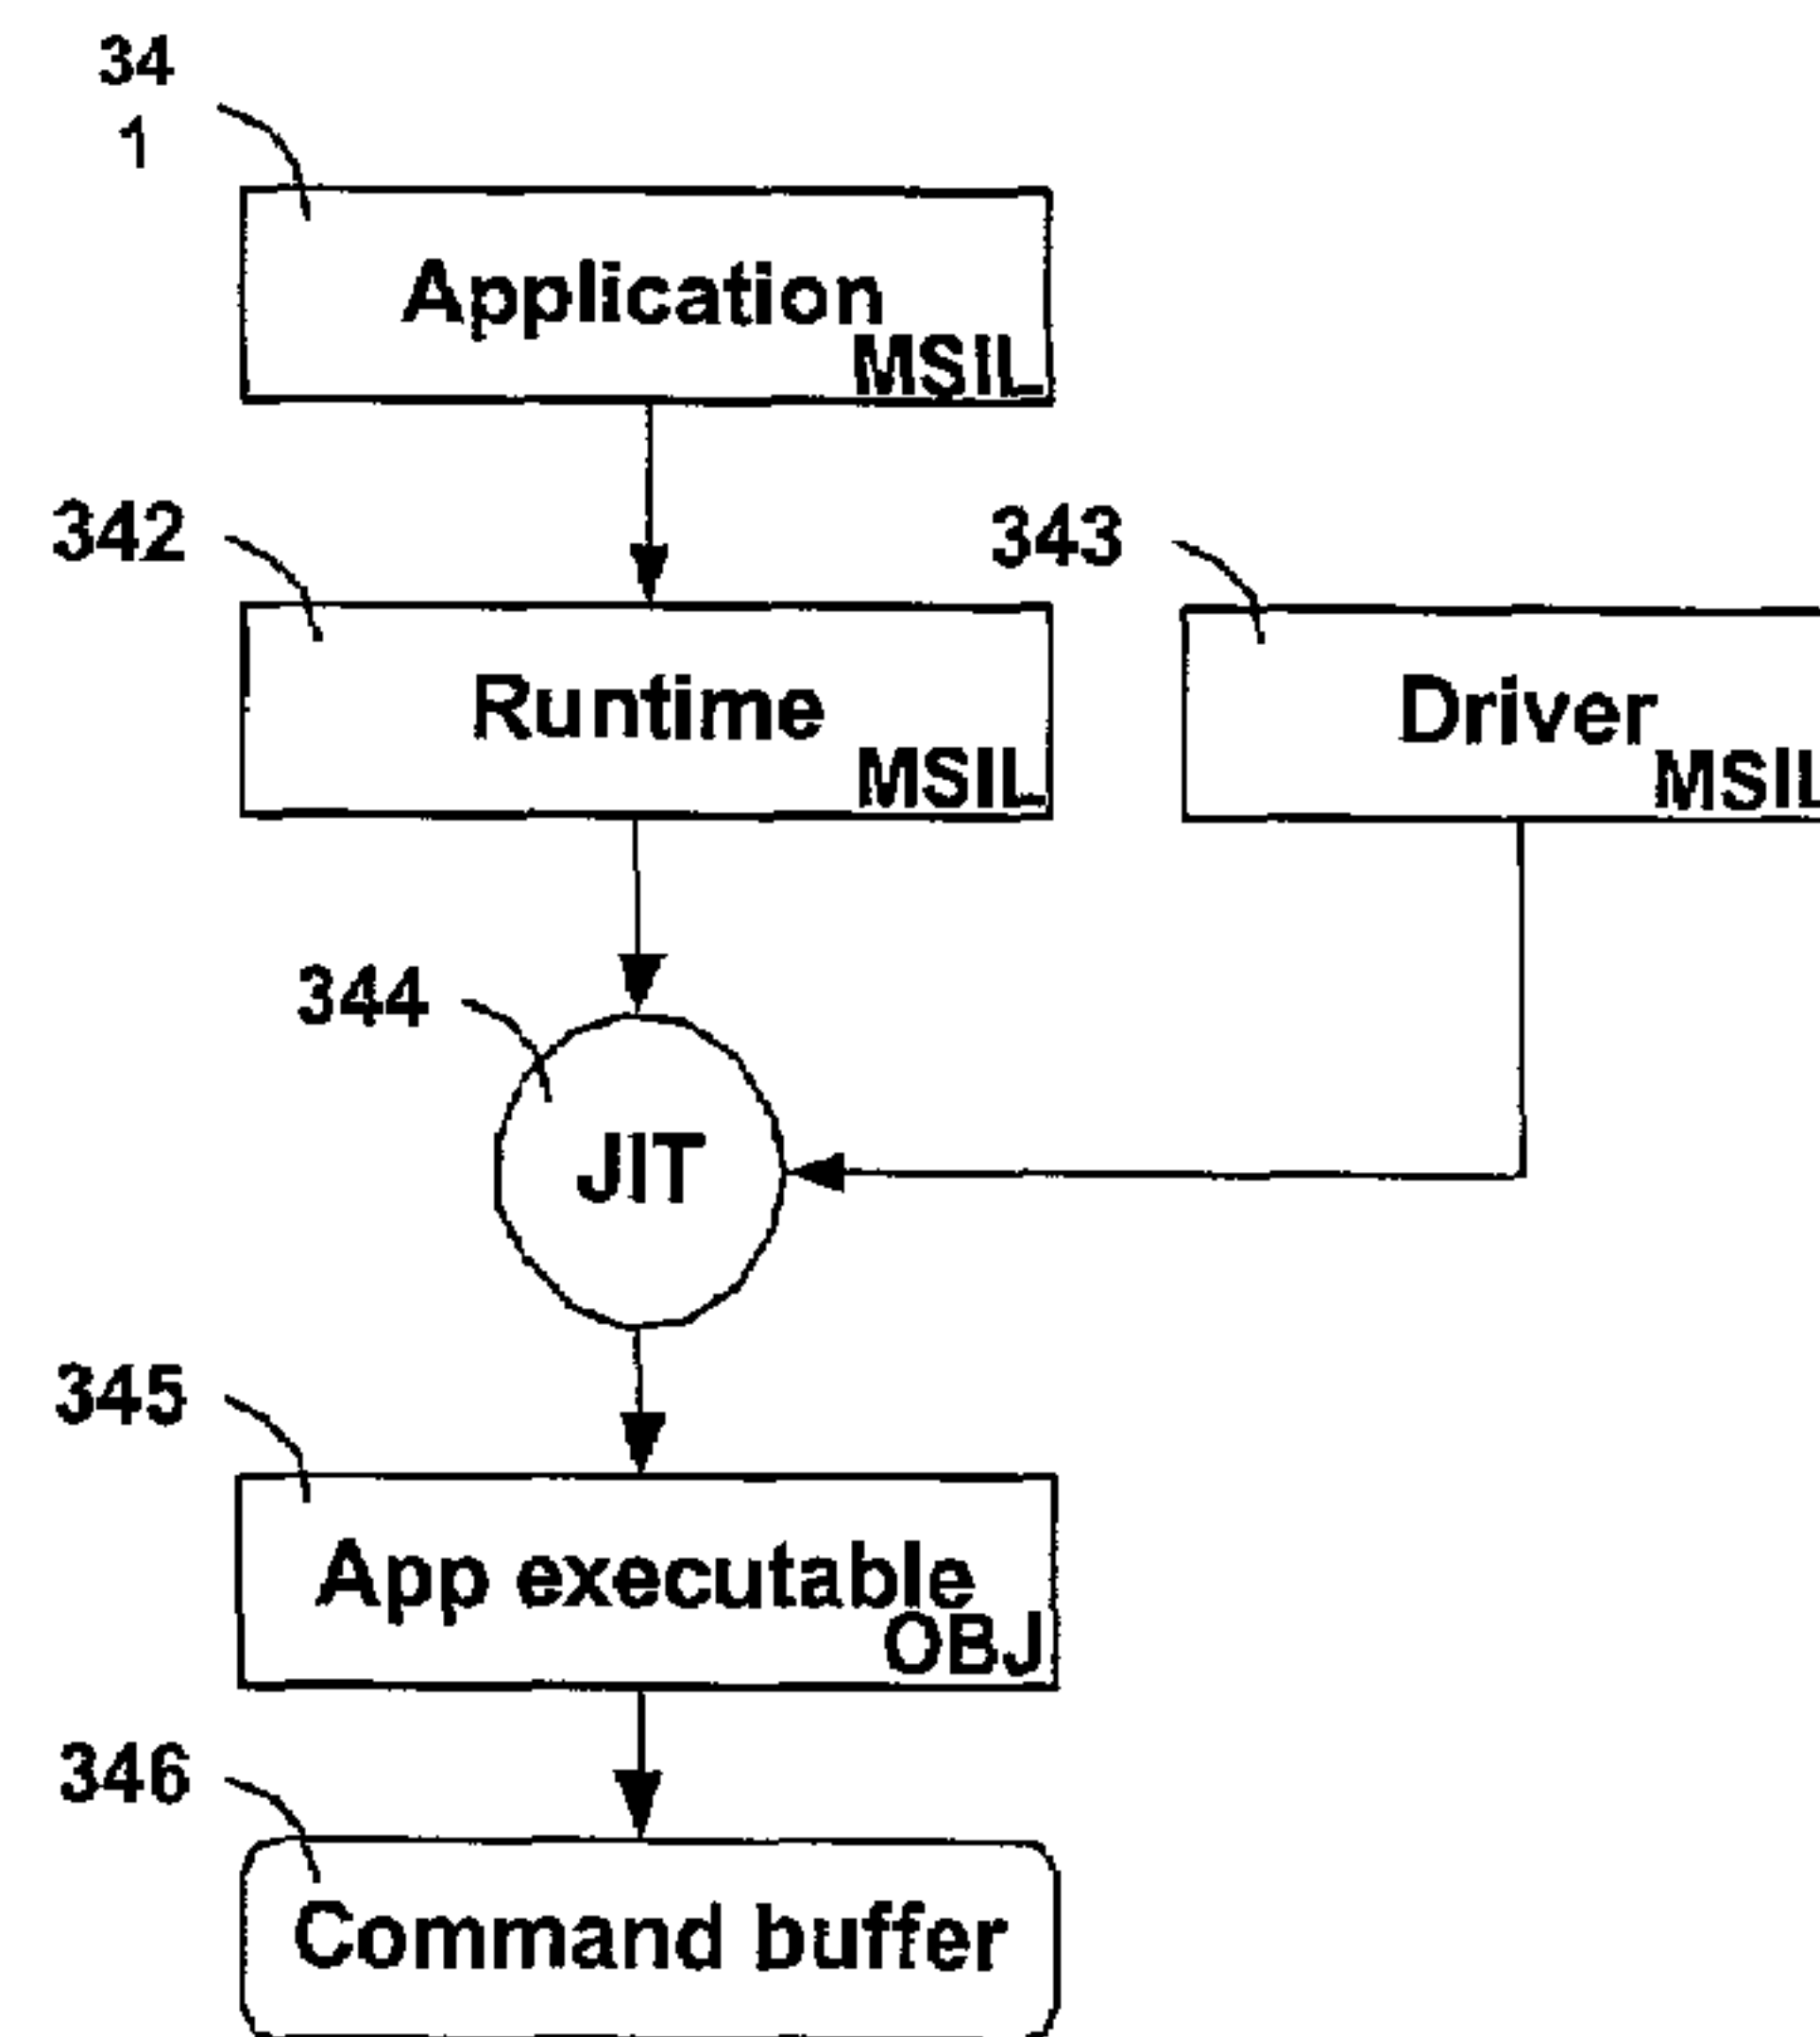 34
1
Application
MSIL
342
343
Runtime
MSIL
Driver
MSIL
344
JIT
345
App executable
OBJ
346
Command buffer